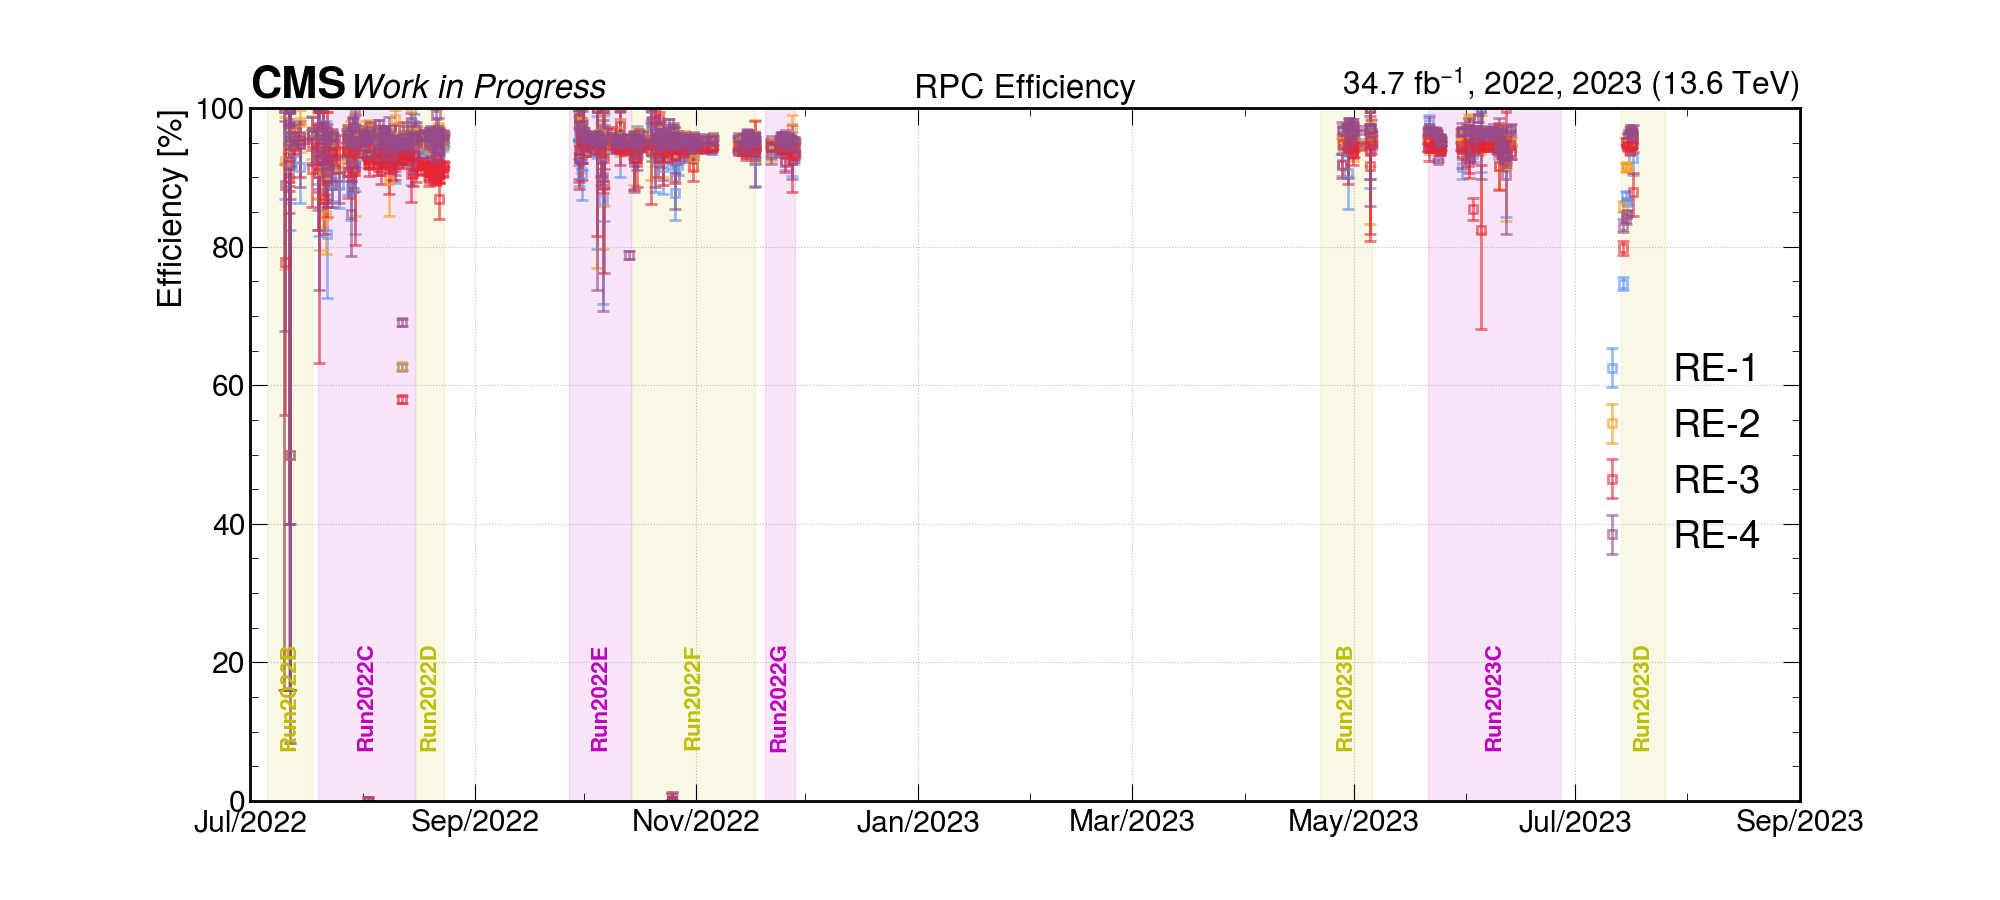 CMS Work in Progress
RPC Efficiency
34.7 fb⁻¹, 2022, 2023 (13.6 TeV)
Efficiency [%]
100
80
60
40
20
0
RE-1
RE-2
RE-3
RE-4
Run2022B
Run2022C
Run2022D
Run2022E
Run2022F
Run2022G
Run2023B
Run2023C
Run2023D
Jul/2022 Sep/2022 Nov/2022 Jan/2023 Mar/2023 May/2023 Jul/2023 Sep/2023